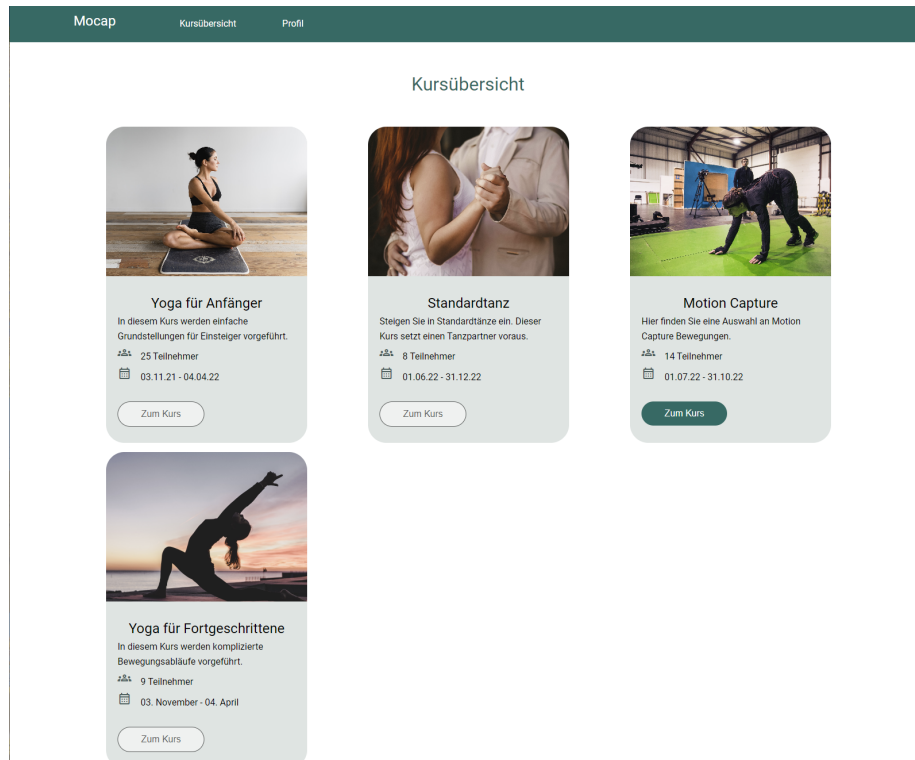 Mocap
Kursübersicht
Profil
Kursübersicht
Yoga für Anfänger
In diesem Kurs werden einfache
Grundstellungen für Einsteiger vorgeführt.
25 Teilnehmer
03.11.21 - 04.04.22
Zum Kurs
Standardtanz
Steigen Sie in Standardtänze ein. Dieser
Kurs setzt einen Tanzpartner voraus.
8 Teilnehmer
01.06.22 - 31.12.22
Zum Kurs
Motion Capture
Hier finden Sie eine Auswahl an Motion
Capture Bewegungen.
14 Teilnehmer
01.07.22 - 31.10.22
Zum Kurs
Yoga für Fortgeschrittene
In diesem Kurs werden komplizierte
Bewegungsabläufe vorgeführt.
9 Teilnehmer
03. November - 04. April
Zum Kurs